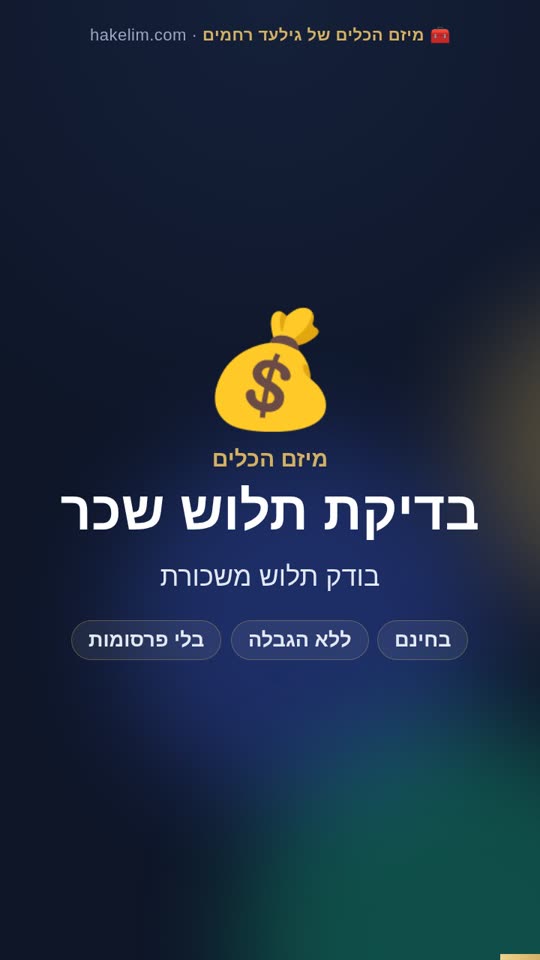 🧰 מיזם הכלים של גילעד רחמים · hakelim.com
מיזם הכלים
בדיקת תלוש שכר
בודק תלוש משכורת
בחינם ללא הגבלה בלי פרסומות